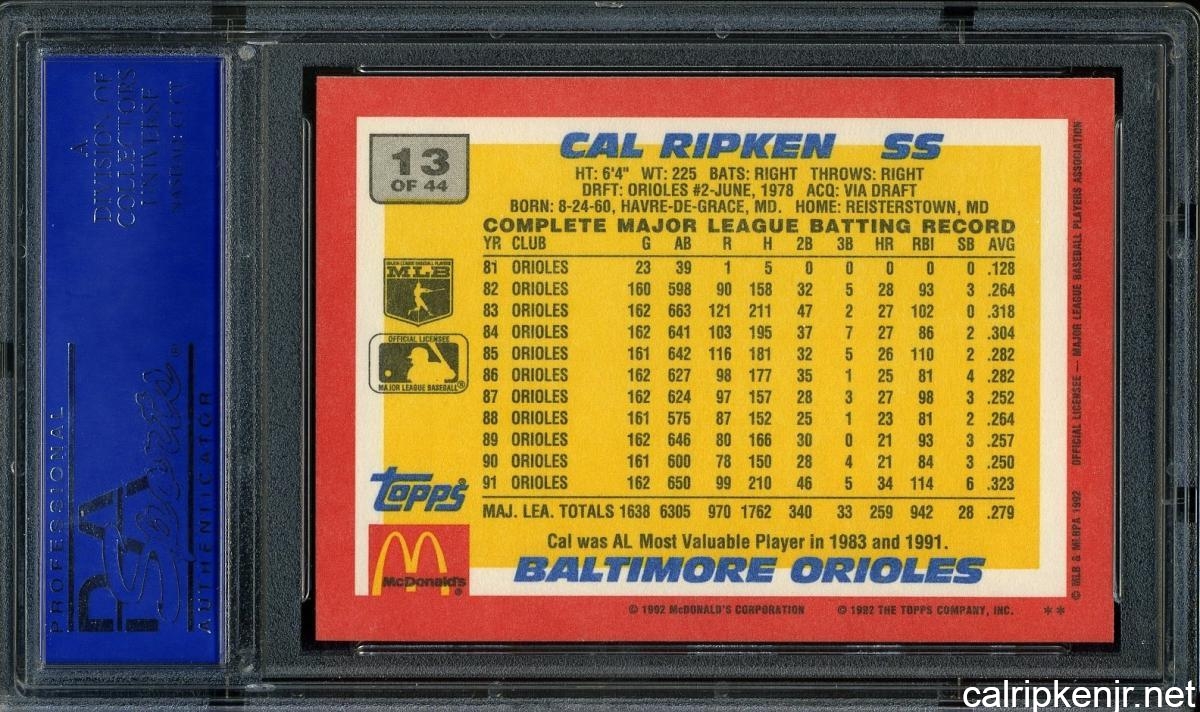 A
DIVISION OF
COLLECTORS
UNIVERSE
NASDAQ: CLCT
PROFESSIONAL
PSA
Sports
AUTHENTICATOR
13
OF 44
CAL RIPKEN SS
HT: 6'4" WT: 225 BATS: RIGHT THROWS: RIGHT
DRFT: ORIOLES #2-JUNE, 1978 ACQ: VIA DRAFT
BORN: 8-24-60, HAVRE-DE-GRACE, MD. HOME: REISTERSTOWN, MD
COMPLETE MAJOR LEAGUE BATTING RECORD
YR CLUB G AB R H 2B 3B HR RBI SB AVG
81 ORIOLES 23 39 1 5 0 0 0 0 0 .128
82 ORIOLES 160 598 90 158 32 5 28 93 3 .264
83 ORIOLES 162 663 121 211 47 2 27 102 0 .318
84 ORIOLES 162 641 103 195 37 7 27 86 2 .304
85 ORIOLES 161 642 116 181 32 5 26 110 2 .282
86 ORIOLES 162 627 98 177 35 1 25 81 4 .282
87 ORIOLES 162 624 97 157 28 3 27 98 3 .252
88 ORIOLES 161 575 87 152 25 1 23 81 2 .264
89 ORIOLES 162 646 80 166 30 0 21 93 3 .257
90 ORIOLES 161 600 78 150 28 4 21 84 3 .250
91 ORIOLES 162 650 99 210 46 5 34 114 6 .323
MAJ. LEA. TOTALS 1638 6305 970 1762 340 33 259 942 28 .279
Cal was AL Most Valuable Player in 1983 and 1991.
BALTIMORE ORIOLES
MAJOR LEAGUE BASEBALL PLAYERS
MLB
OFFICIAL LICENSEE
MAJOR LEAGUE BASEBALL®
Topps
McDonald's®
© 1992 McDONALD'S CORPORATION © 1992 THE TOPPS COMPANY, INC. **
© MLB & MLBPA 1992 OFFICIAL LICENSEE — MAJOR LEAGUE BASEBALL PLAYERS ASSOCIATION
calripkenjr.net